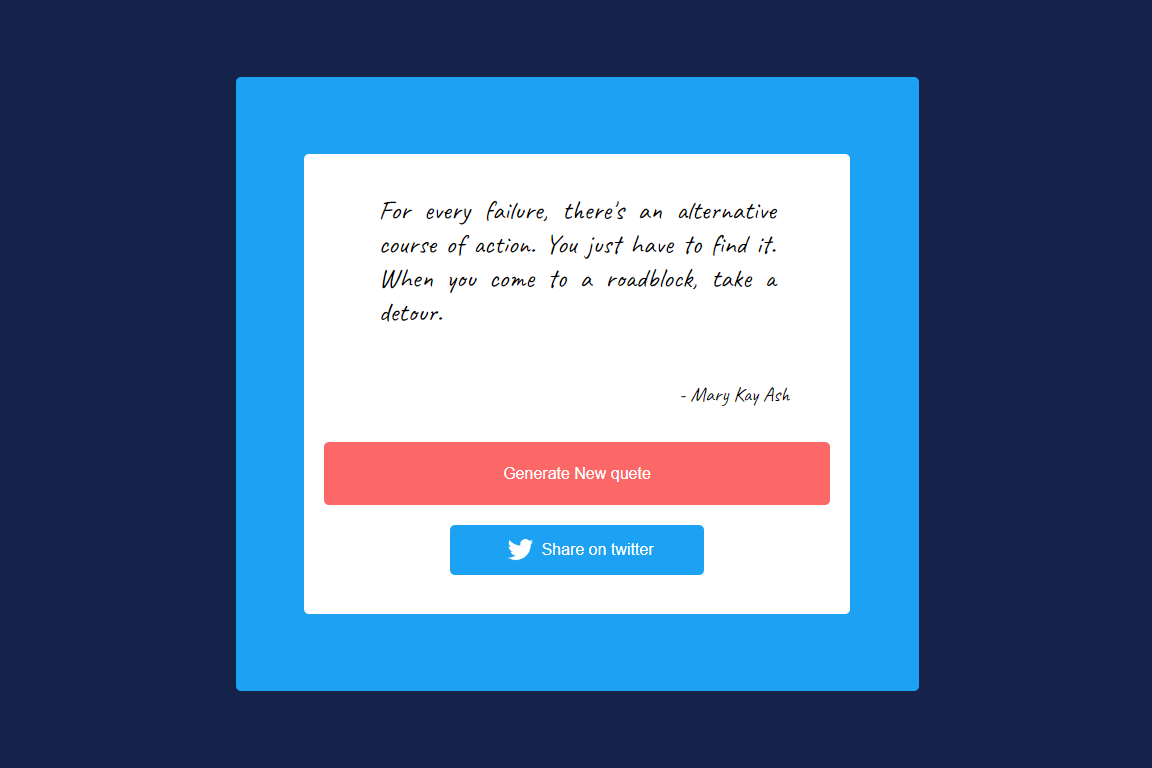 For every failure, there's an alternative
course of action. You just have to find it.
When you come to a roadblock, take a
detour.
- Mary Kay Ash
Generate New quete
Share on twitter